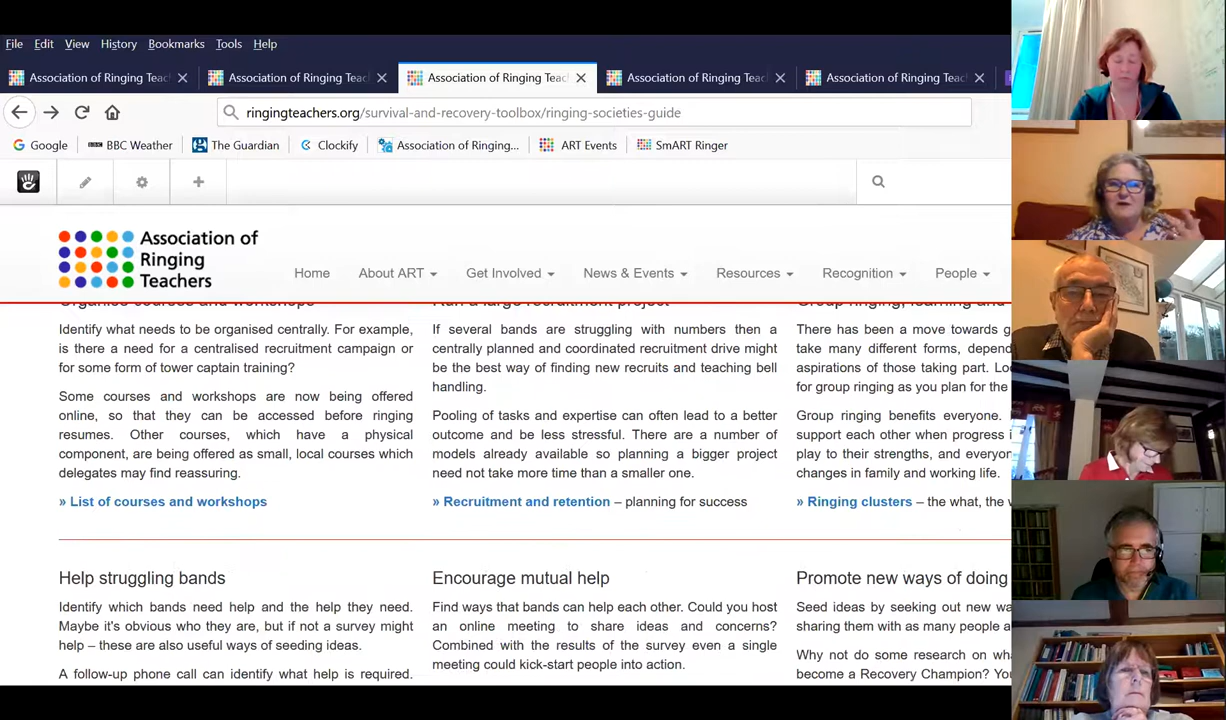 File Edit View History Bookmarks Tools Help
Association of Ringing Teac Association of Ringing Teac Association of Ringing Teac Association of Ringing Teac Association of Ringing Teac
ringingteachers.org/survival-and-recovery-toolbox/ringing-societies-guide
Google BBC Weather The Guardian Clockify Association of Ringing... ART Events SmART Ringer
Association of
Ringing
Teachers
Home About ART Get Involved News & Events Resources Recognition People
Organise courses and workshops
Identify what needs to be organised centrally. For example,
is there a need for a centralised recruitment campaign or
for some form of tower captain training?
Some courses and workshops are now being offered
online, so that they can be accessed before ringing
resumes. Other courses, which have a physical
component, are being offered as small, local courses which
delegates may find reassuring.
» List of courses and workshops
Run a large recruitment project
If several bands are struggling with numbers then a
centrally planned and coordinated recruitment drive might
be the best way of finding new recruits and teaching bell
handling.
Pooling of tasks and expertise can often lead to a better
outcome and be less stressful. There are a number of
models already available so planning a bigger project
need not take more time than a smaller one.
» Recruitment and retention – planning for success
Group ringing, learning and
There has been a move towards g
take many different forms, depend
aspirations of those taking part. Loo
for group ringing as you plan for the
Group ringing benefits everyone.
support each other when progress i
play to their strengths, and everyon
changes in family and working life.
» Ringing clusters – the what, the w
Help struggling bands
Identify which bands need help and the help they need.
Maybe it's obvious who they are, but if not a survey might
help – these are also useful ways of seeding ideas.
A follow-up phone call can identify what help is required.
Encourage mutual help
Find ways that bands can help each other. Could you host
an online meeting to share ideas and concerns?
Combined with the results of the survey even a single
meeting could kick-start people into action.
Promote new ways of doing
Seed ideas by seeking out new wa
sharing them with as many people a
Why not do some research on wh
become a Recovery Champion? You